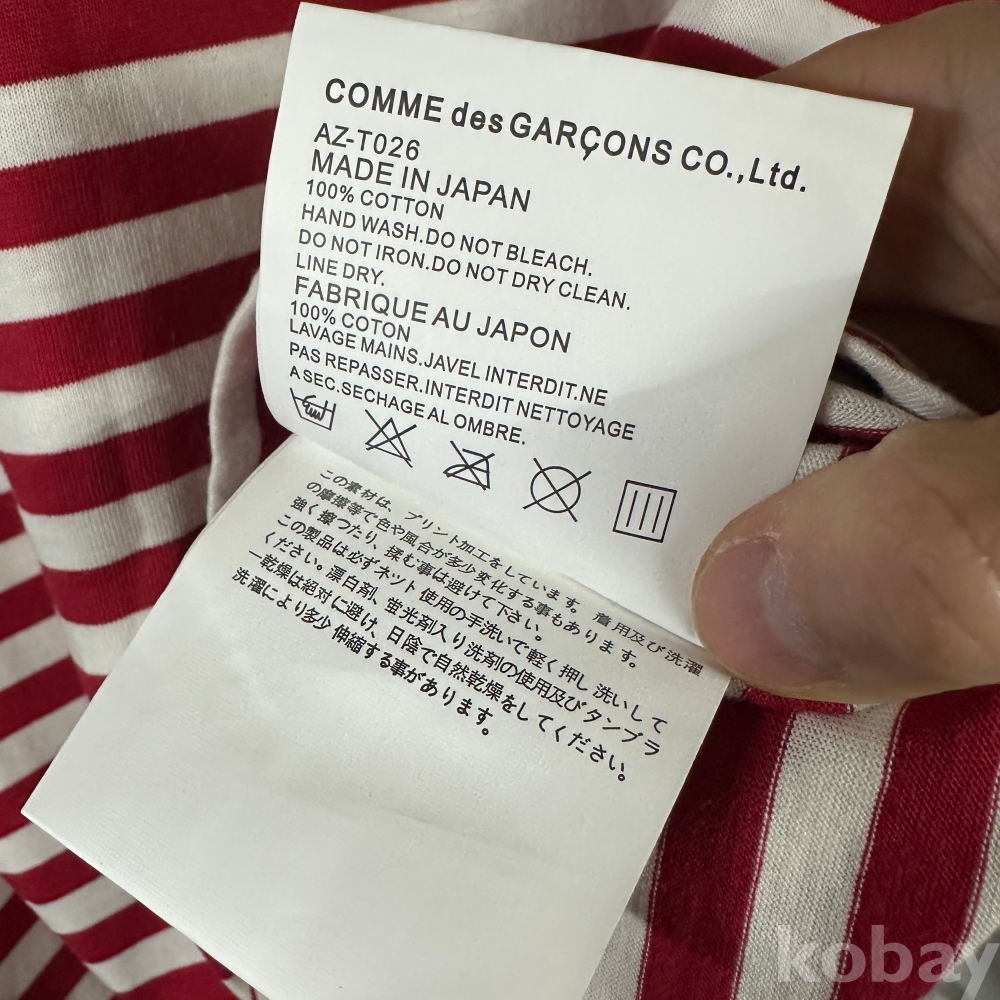 COMME des GARÇONS CO.,Ltd.
AZ-T026
MADE IN JAPAN
100% COTTON
HAND WASH.DO NOT BLEACH.
DO NOT IRON.DO NOT DRY CLEAN.
LINE DRY.
FABRIQUE AU JAPON
100% COTON
LAVAGE MAINS.JAVEL INTERDIT.NE
PAS REPASSER.INTERDIT NETTOYAGE
A SEC.SECHAGE AL OMBRE.
この素材は、プリント加工をしています。着用及び洗濯
の摩擦等で色や風合が多少変化する事もあります。
強く擦つたり、揉む事は避けて下さい。
この製品は必ずネット使用の手洗いで軽く押し洗いして
ください。漂白剤、蛍光剤入り洗剤の使用及びタンブラ
ー乾燥は絶対に避け、日陰で自然乾燥をしてください。
洗濯により多少伸縮する事があります。
kobay